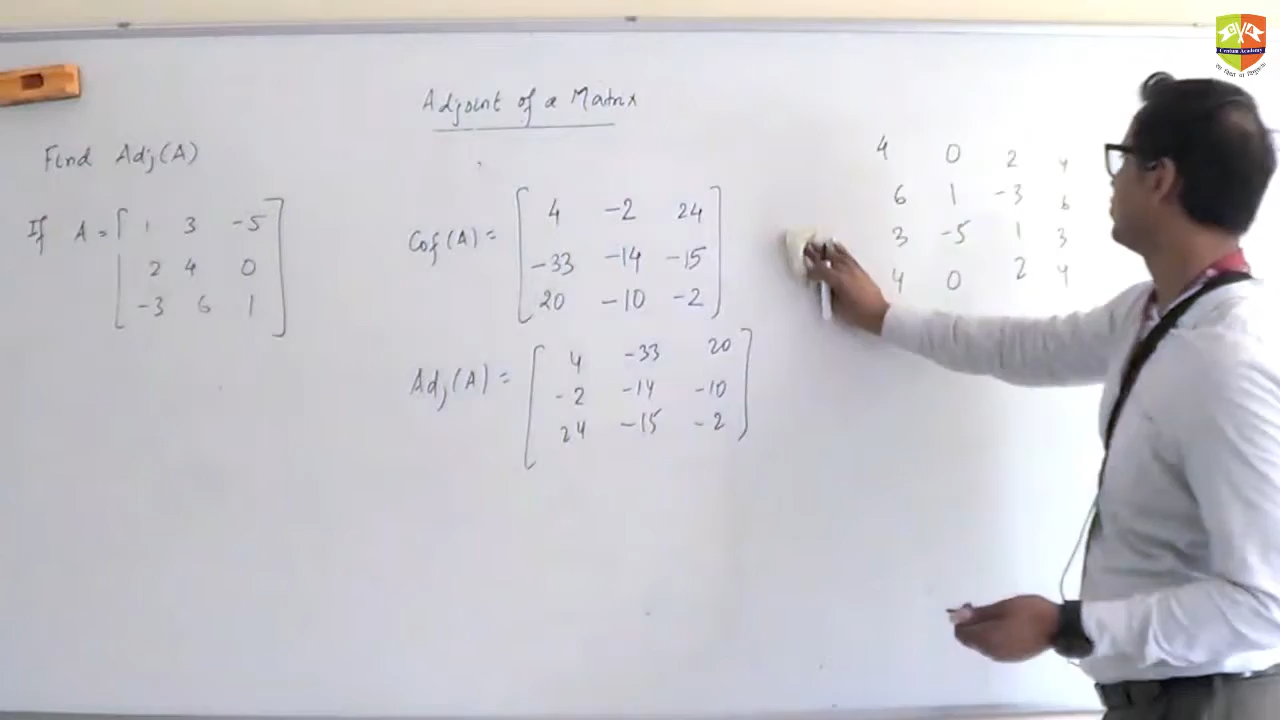 Adjoint of a Matrix
Find Adj(A)
If A = [ 1 3 -5
2 4 0
-3 6 1 ]
Cof(A) = [ 4 -2 24
-33 -14 -15
20 -10 -2 ]
Adj(A) = [ 4 -33 20
-2 -14 -10
24 -15 -2 ]
4 0 2 4
6 1 -3 6
3 -5 1 3
4 0 2 4
Centum Academy